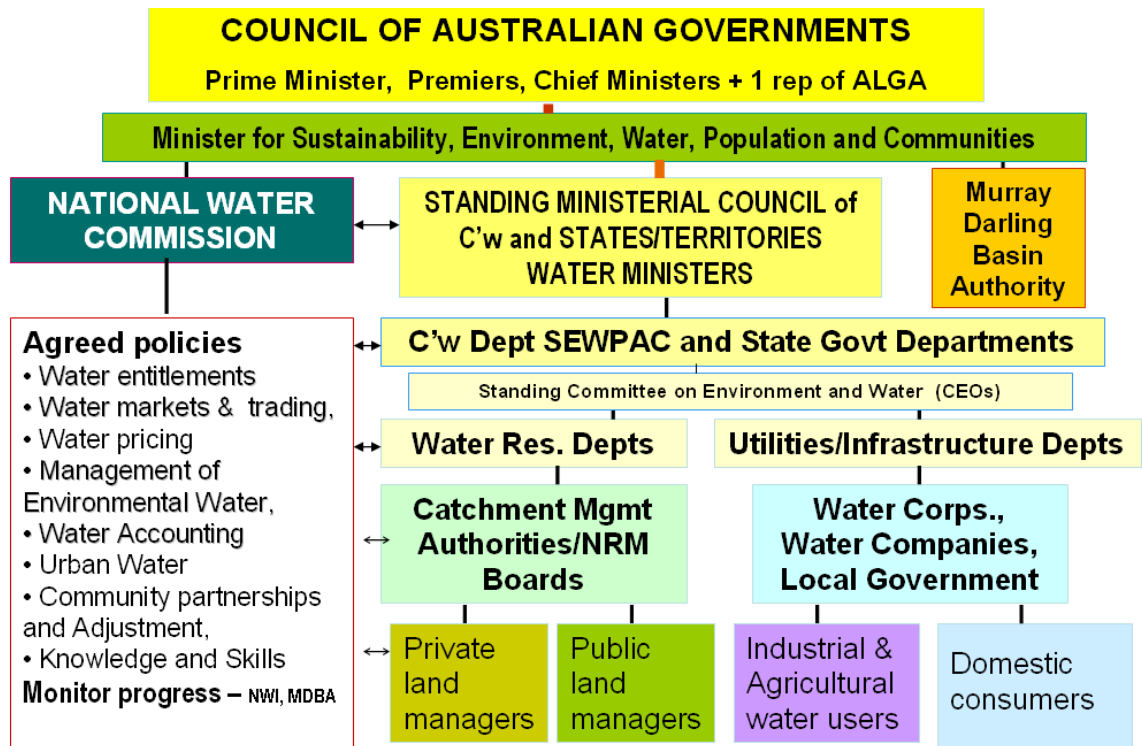 COUNCIL OF AUSTRALIAN GOVERNMENTS
Prime Minister, Premiers, Chief Ministers + 1 rep of ALGA
Minister for Sustainability, Environment, Water, Population and Communities
NATIONAL WATER
COMMISSION
STANDING MINISTERIAL COUNCIL of
C'w and STATES/TERRITORIES
WATER MINISTERS
Murray
Darling
Basin
Authority
Agreed policies
• Water entitlements
• Water markets & trading,
• Water pricing
• Management of
Environmental Water,
• Water Accounting
• Urban Water
• Community partnerships
and Adjustment,
• Knowledge and Skills
Monitor progress – NWI, MDBA
C'w Dept SEWPAC and State Govt Departments
Standing Committee on Environment and Water (CEOs)
Water Res. Depts
Utilities/Infrastructure Depts
Catchment Mgmt
Authorities/NRM
Boards
Water Corps.,
Water Companies,
Local Government
Private
land
managers
Public
land
managers
Industrial &
Agricultural
water users
Domestic
consumers